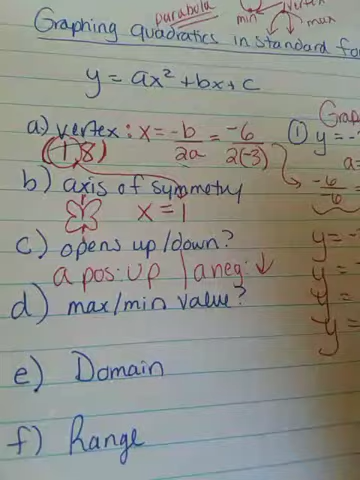 parabola
min
vertex
max
Graphing quadratics in standard fo
y = ax² + bx + c
a) vertex : x = -b/2a = -6/2(-3)
(1, 8)
b) axis of symmetry
x = 1
c) opens up/down?
a pos: up | a neg: ↓
d) max/min value?
e) Domain
f) Range
Grap
① y = -
a =
-6/-6
y = -
y = -
y =
y =